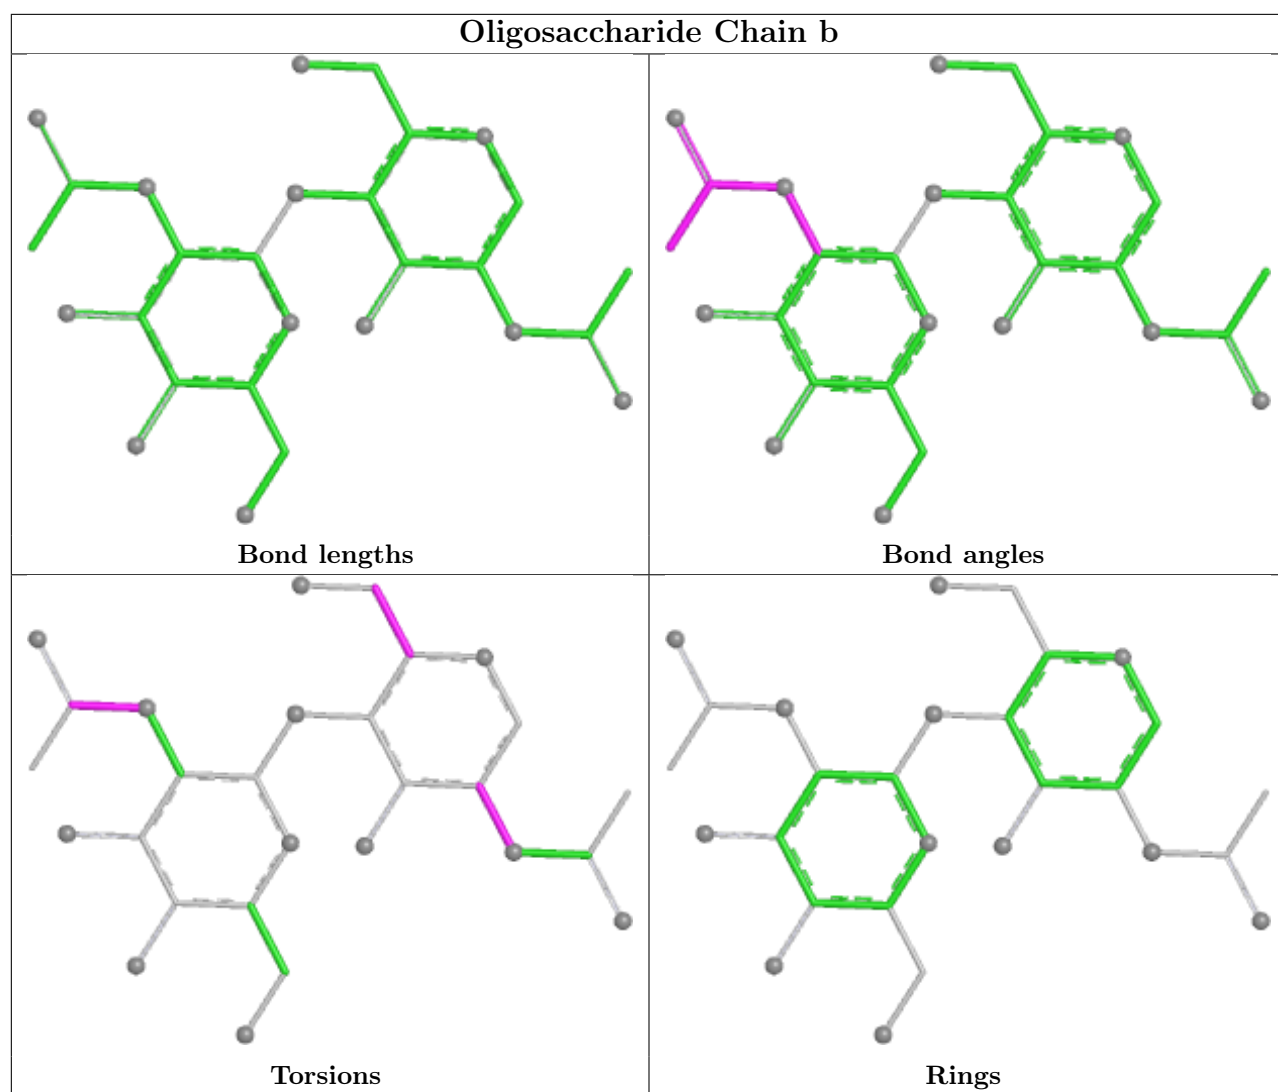 Oligosaccharide Chain b
Bond lengths
Bond angles
Torsions
Rings